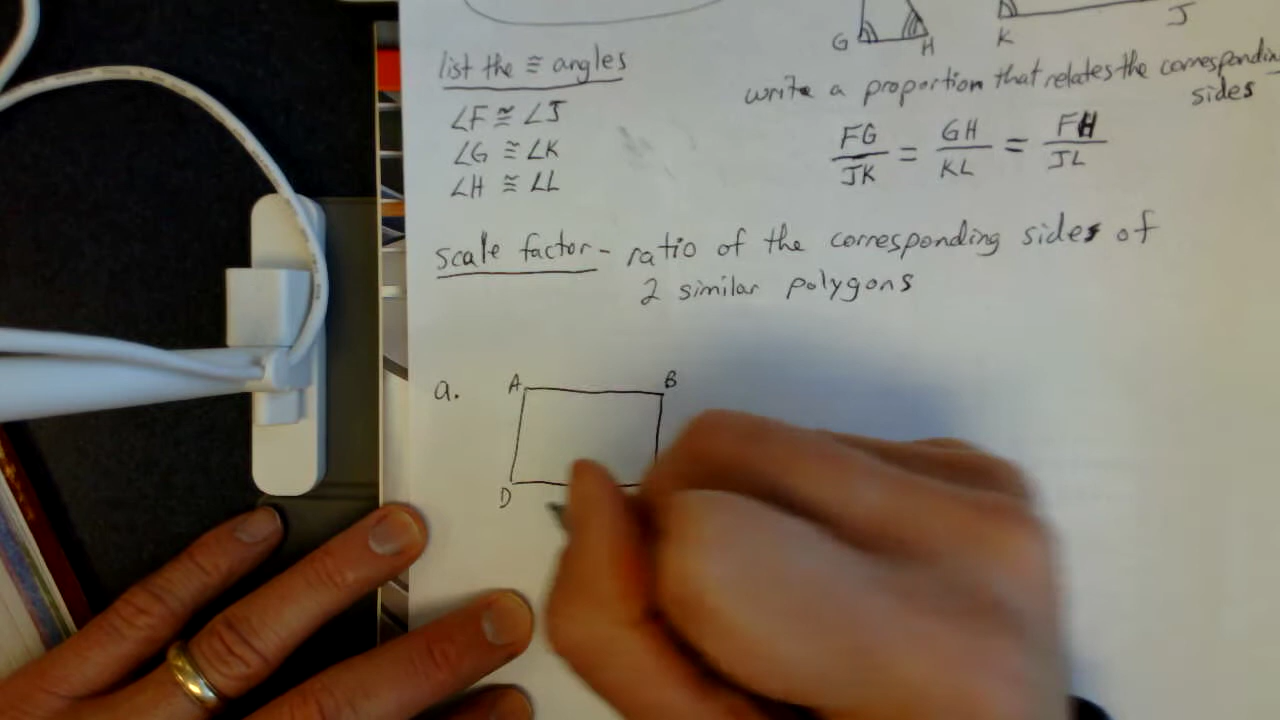 G H K J
list the ≅ angles
∠F ≅ ∠J
∠G ≅ ∠K
∠H ≅ ∠L
write a proportion that relates the
sides
FG/JK = GH/KL = FH/JL
scale factor - ratio of the corresponding sides of
2 similar polygons
a. A B
D